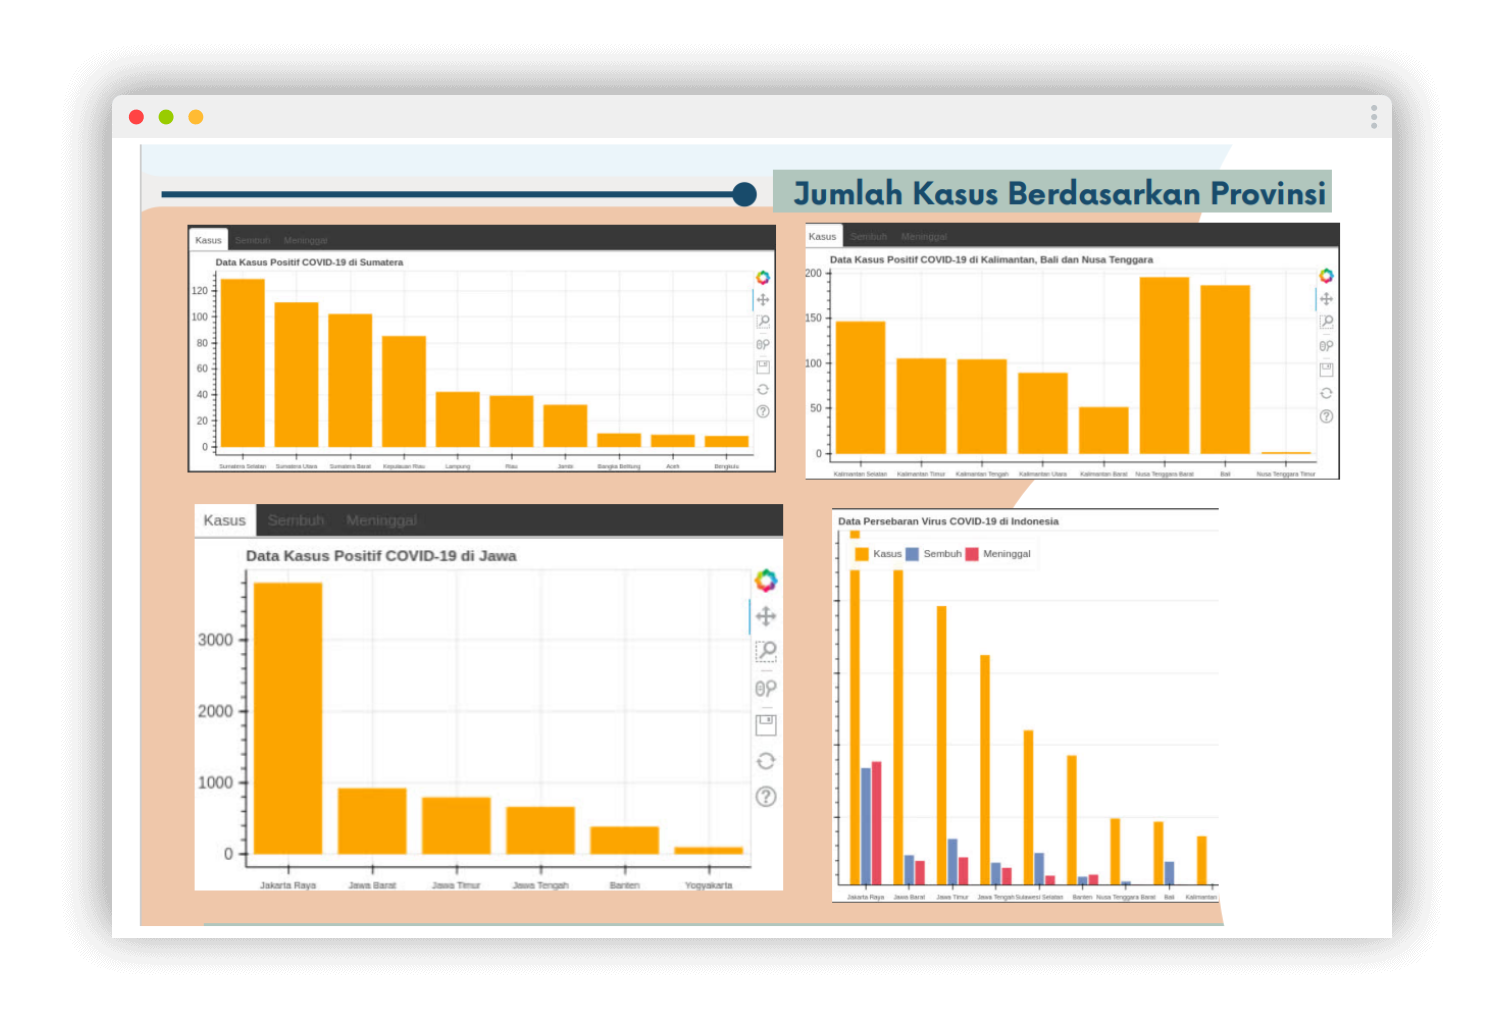 Jumlah Kasus Berdasarkan Provinsi
Kasus Sembuh Meninggal
Data Kasus Positif COVID-19 di Sumatera
120
100
80
60
40
20
0
Sumatera Selatan Sumatera Utara Sumatera Barat Kepulauan Riau Lampung Riau Jambi Bangka Belitung Aceh Bengkulu
Kasus Sembuh Meninggal
Data Kasus Positif COVID-19 di Kalimantan, Bali dan Nusa Tenggara
200
150
100
50
0
Kalimantan Selatan Kalimantan Timur Kalimantan Tengah Kalimantan Utara Kalimantan Barat Nusa Tenggara Barat Bali Nusa Tenggara Timur
Kasus Sembuh Meninggal
Data Kasus Positif COVID-19 di Jawa
3000
2000
1000
0
Jakarta Raya Jawa Barat Jawa Timur Jawa Tengah Banten Yogyakarta
Data Persebaran Virus COVID-19 di Indonesia
Kasus Sembuh Meninggal
Jakarta Raya Jawa Barat Jawa Timur Jawa Tengah Sulawesi Selatan Banten Nusa Tenggara Barat Bali Kalimantan